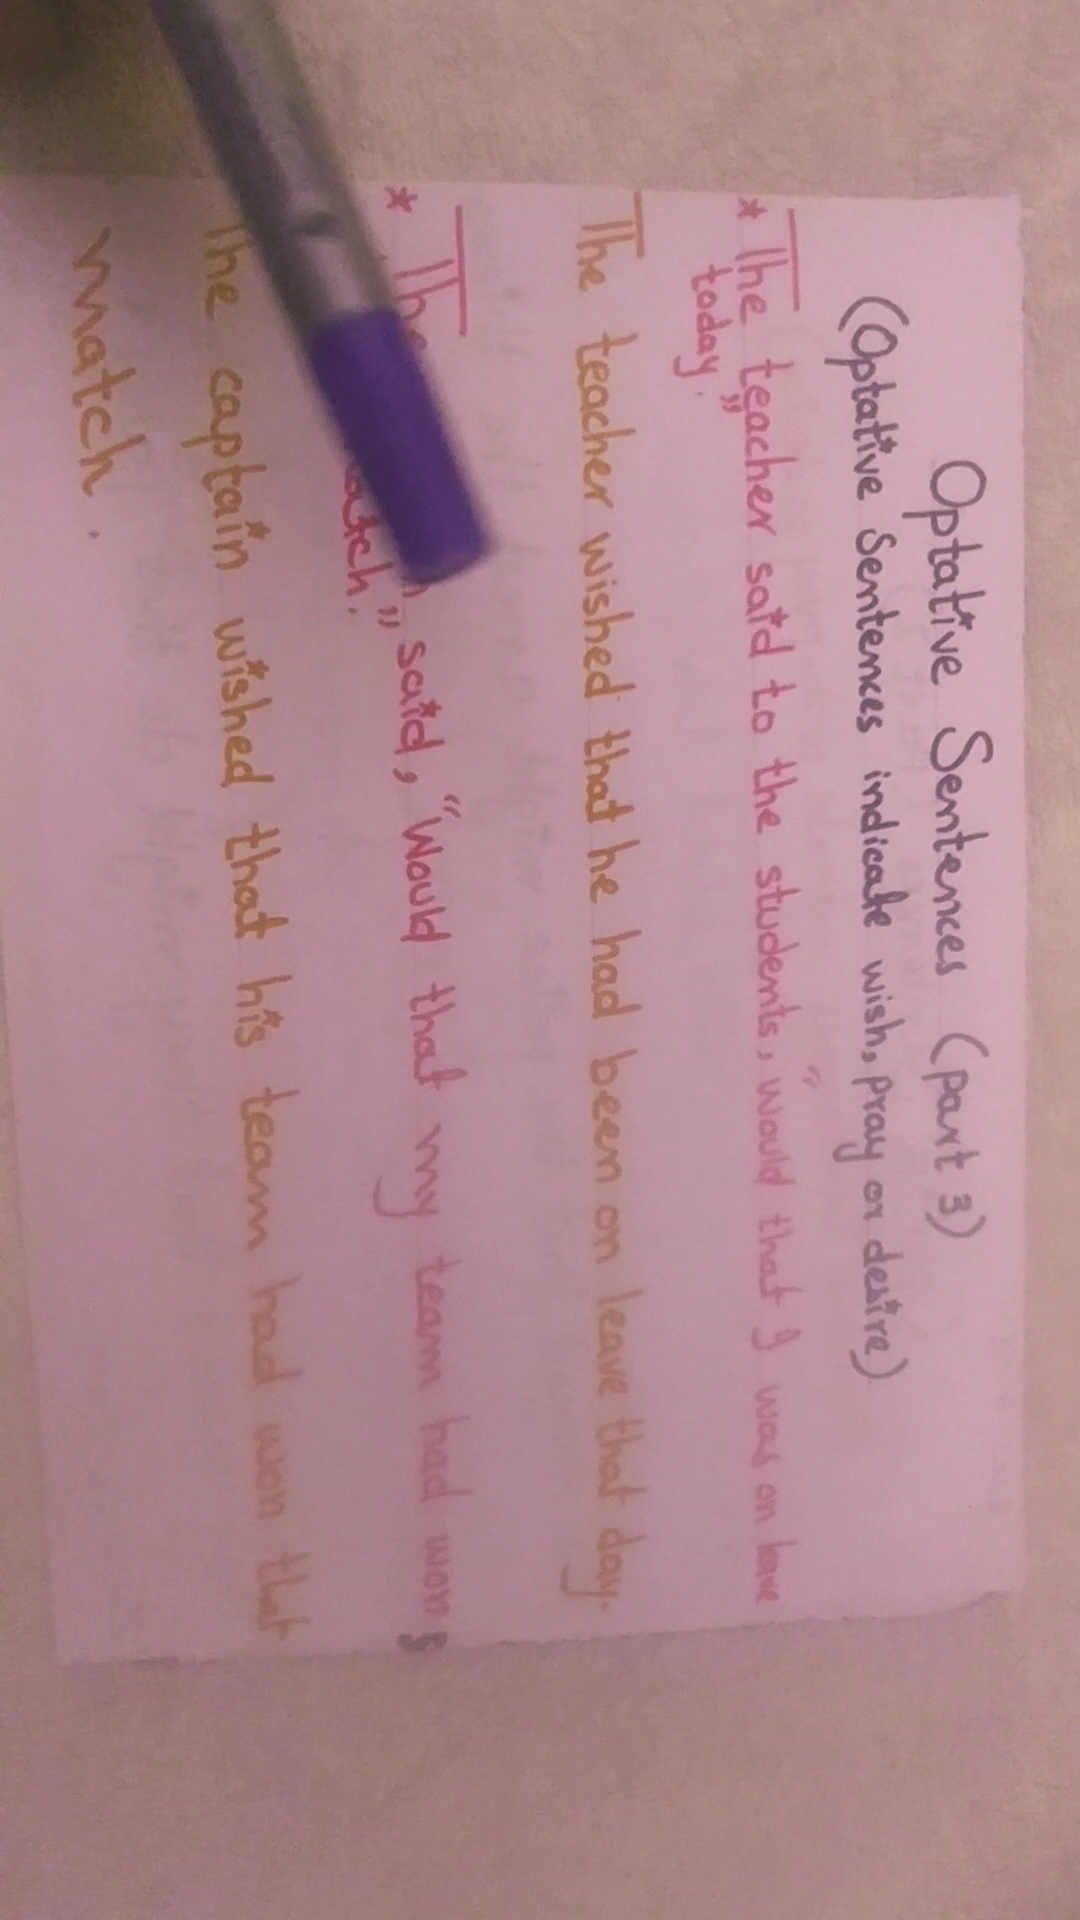 Optative Sentences (part 3)
(Optative Sentences indicate wish, pray or desire)
* The teacher said to the students, "would that I was on leave
today."
The teacher wished that he had been on leave that day.
* The said, "Would that my team had won
"
The captain wished that his team had won that
match.